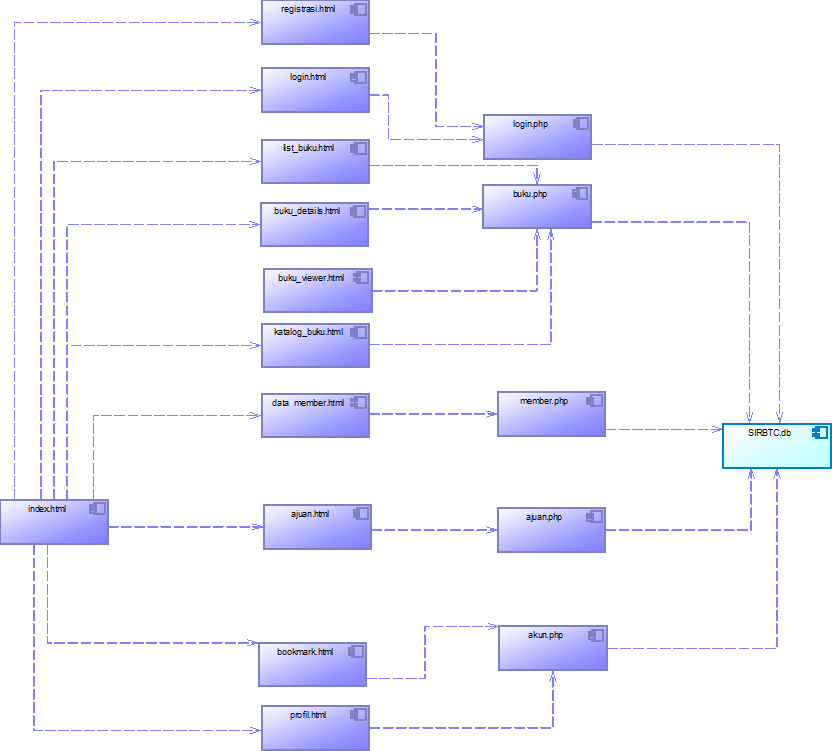 registrasi.html
login.html
login.php
list_buku.html
buku.php
buku_details.html
buku_viewer.html
katalog_buku.html
data_member.html
member.php
SIRBTC.db
index.html
ajuan.html
ajuan.php
akun.php
bookmark.html
profil.html